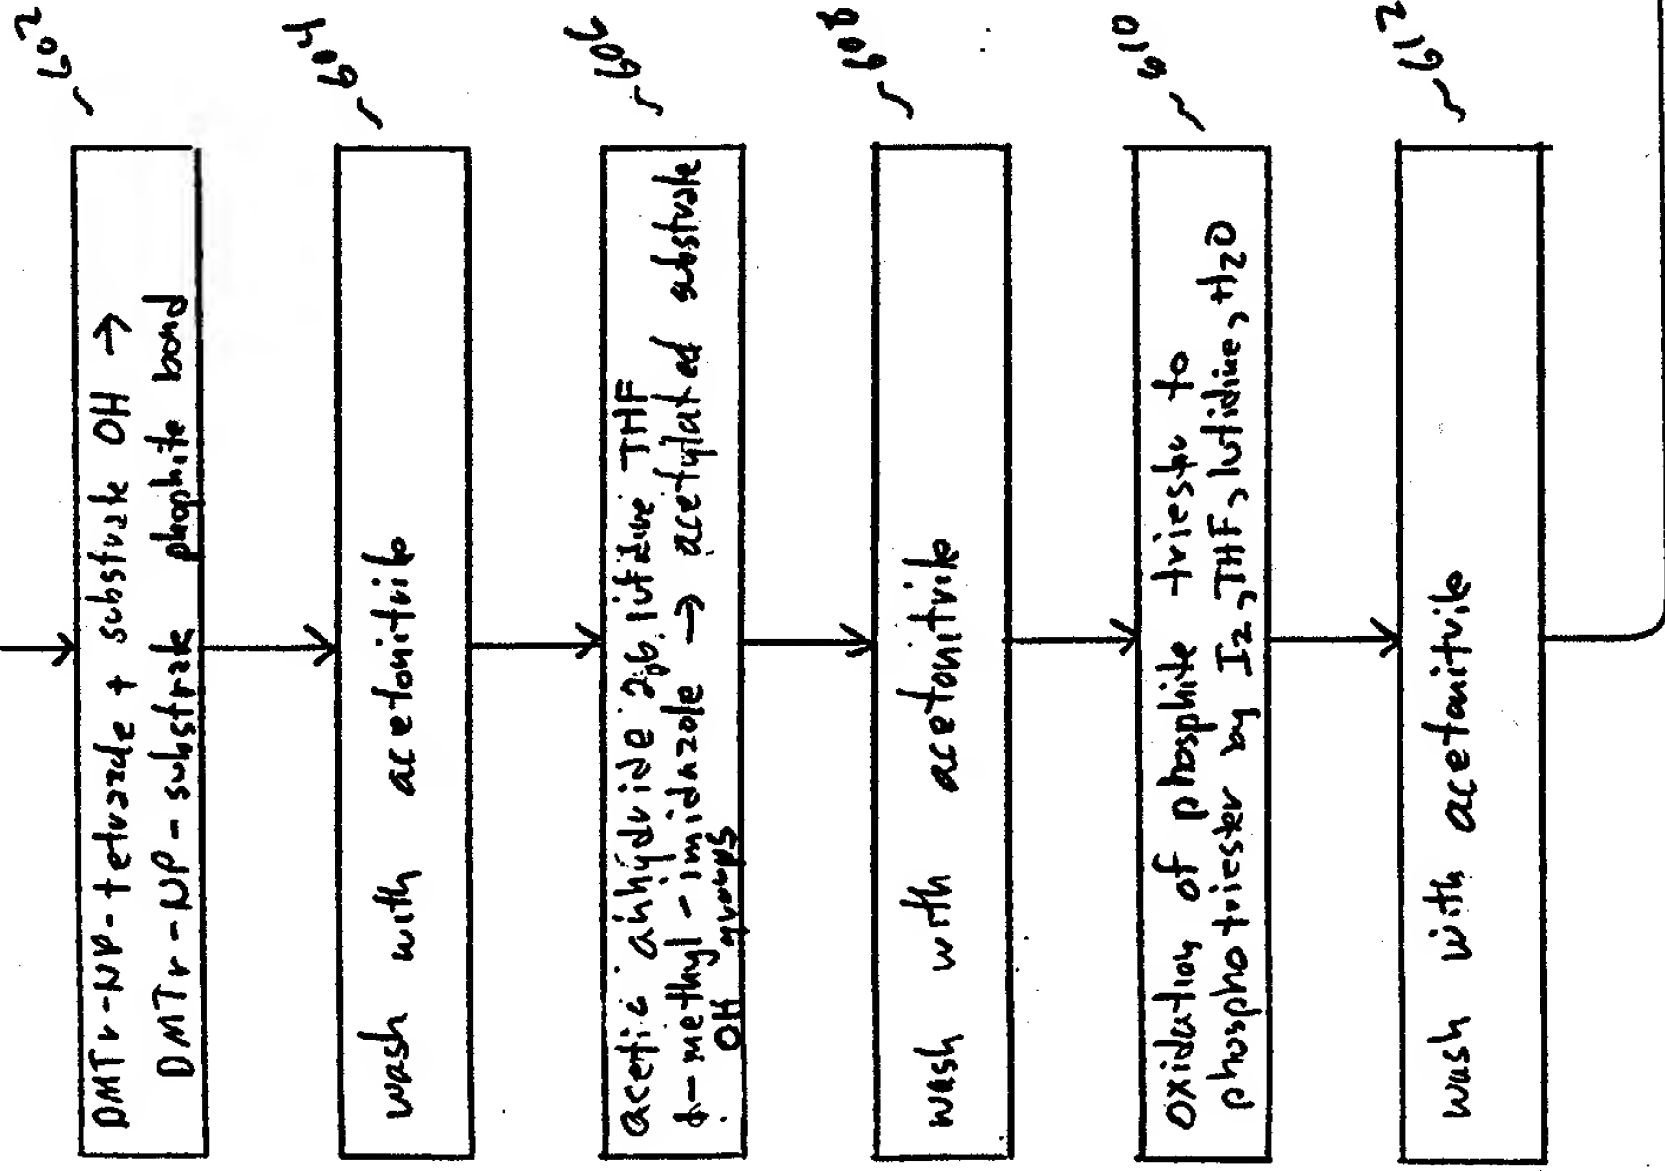 602
DMTr-NP-tetrazole + substrate OH →
DMTr-NP-substrate phosphite bond
604
wash with acetonitrile
606
acetic anhydride 2,6 lutidine THF
1-methyl-imidazole → acetylated substrate
OH groups
608
wash with acetonitrile
610
oxidation of phosphite triester to
phosphotriester by I2, THF, lutidine, H2O
612
wash with acetonitrile